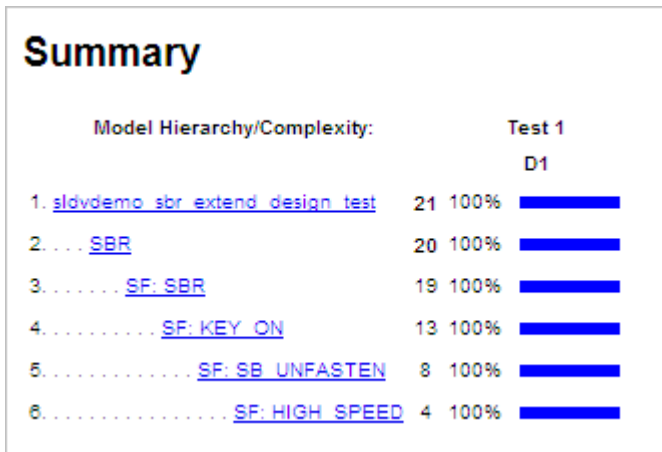 Summary
Model Hierarchy/Complexity: Test 1
D1
1. sldvdemo_sbr_extend_design_test 21 100%
2. . . . SBR 20 100%
3. . . . . . . SF: SBR 19 100%
4. . . . . . . . . . SF: KEY_ON 13 100%
5. . . . . . . . . . . . . SF: SB_UNFASTEN 8 100%
6. . . . . . . . . . . . . . . . SF: HIGH_SPEED 4 100%